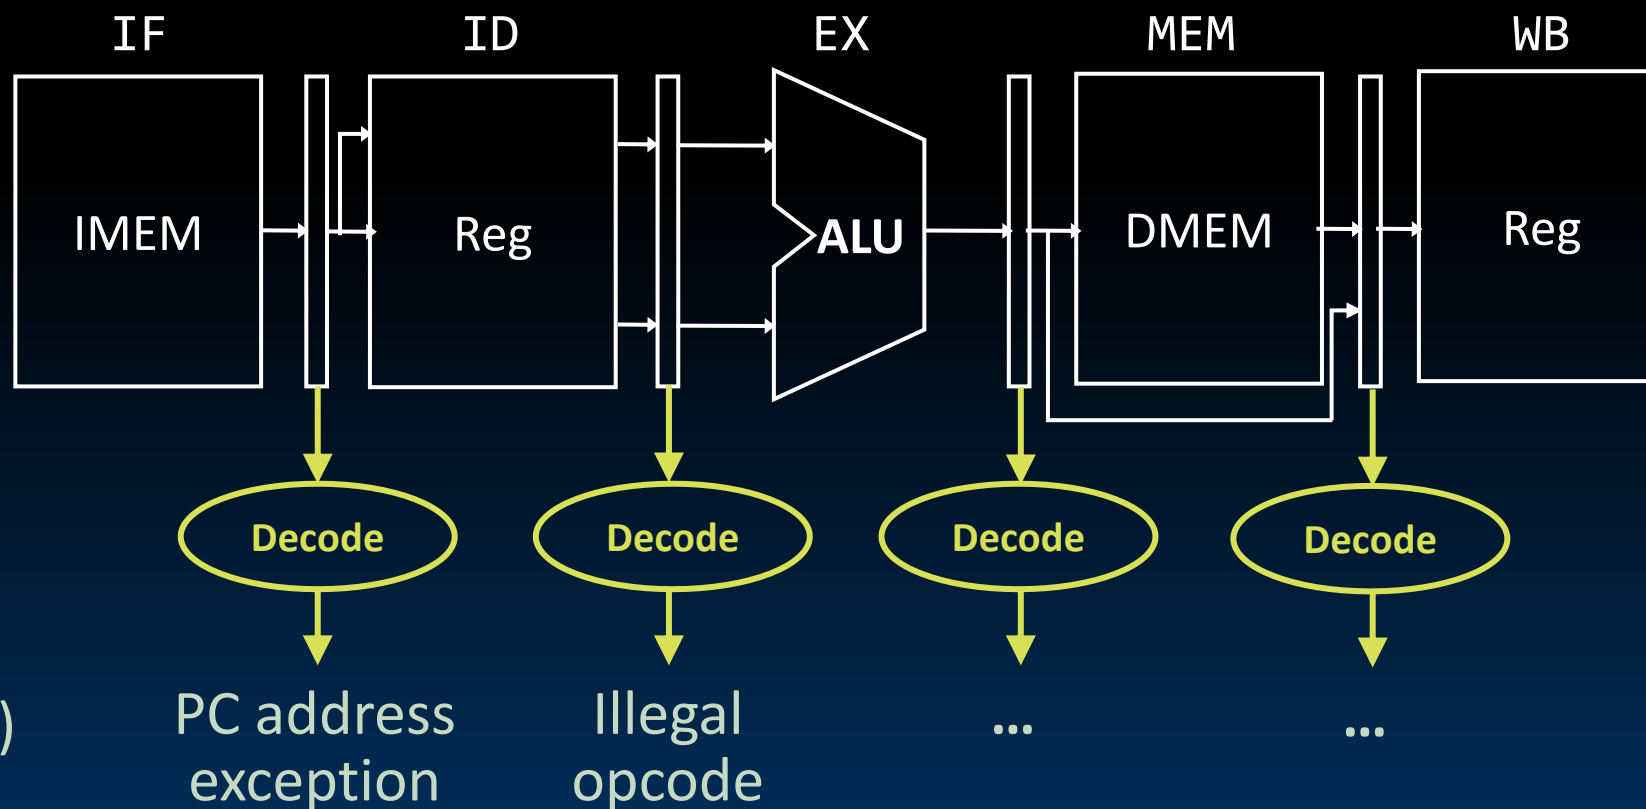 IF ID EX MEM WB
IMEM Reg ALU DMEM Reg
Decode Decode Decode Decode
) PC address Illegal ... ...
exception opcode